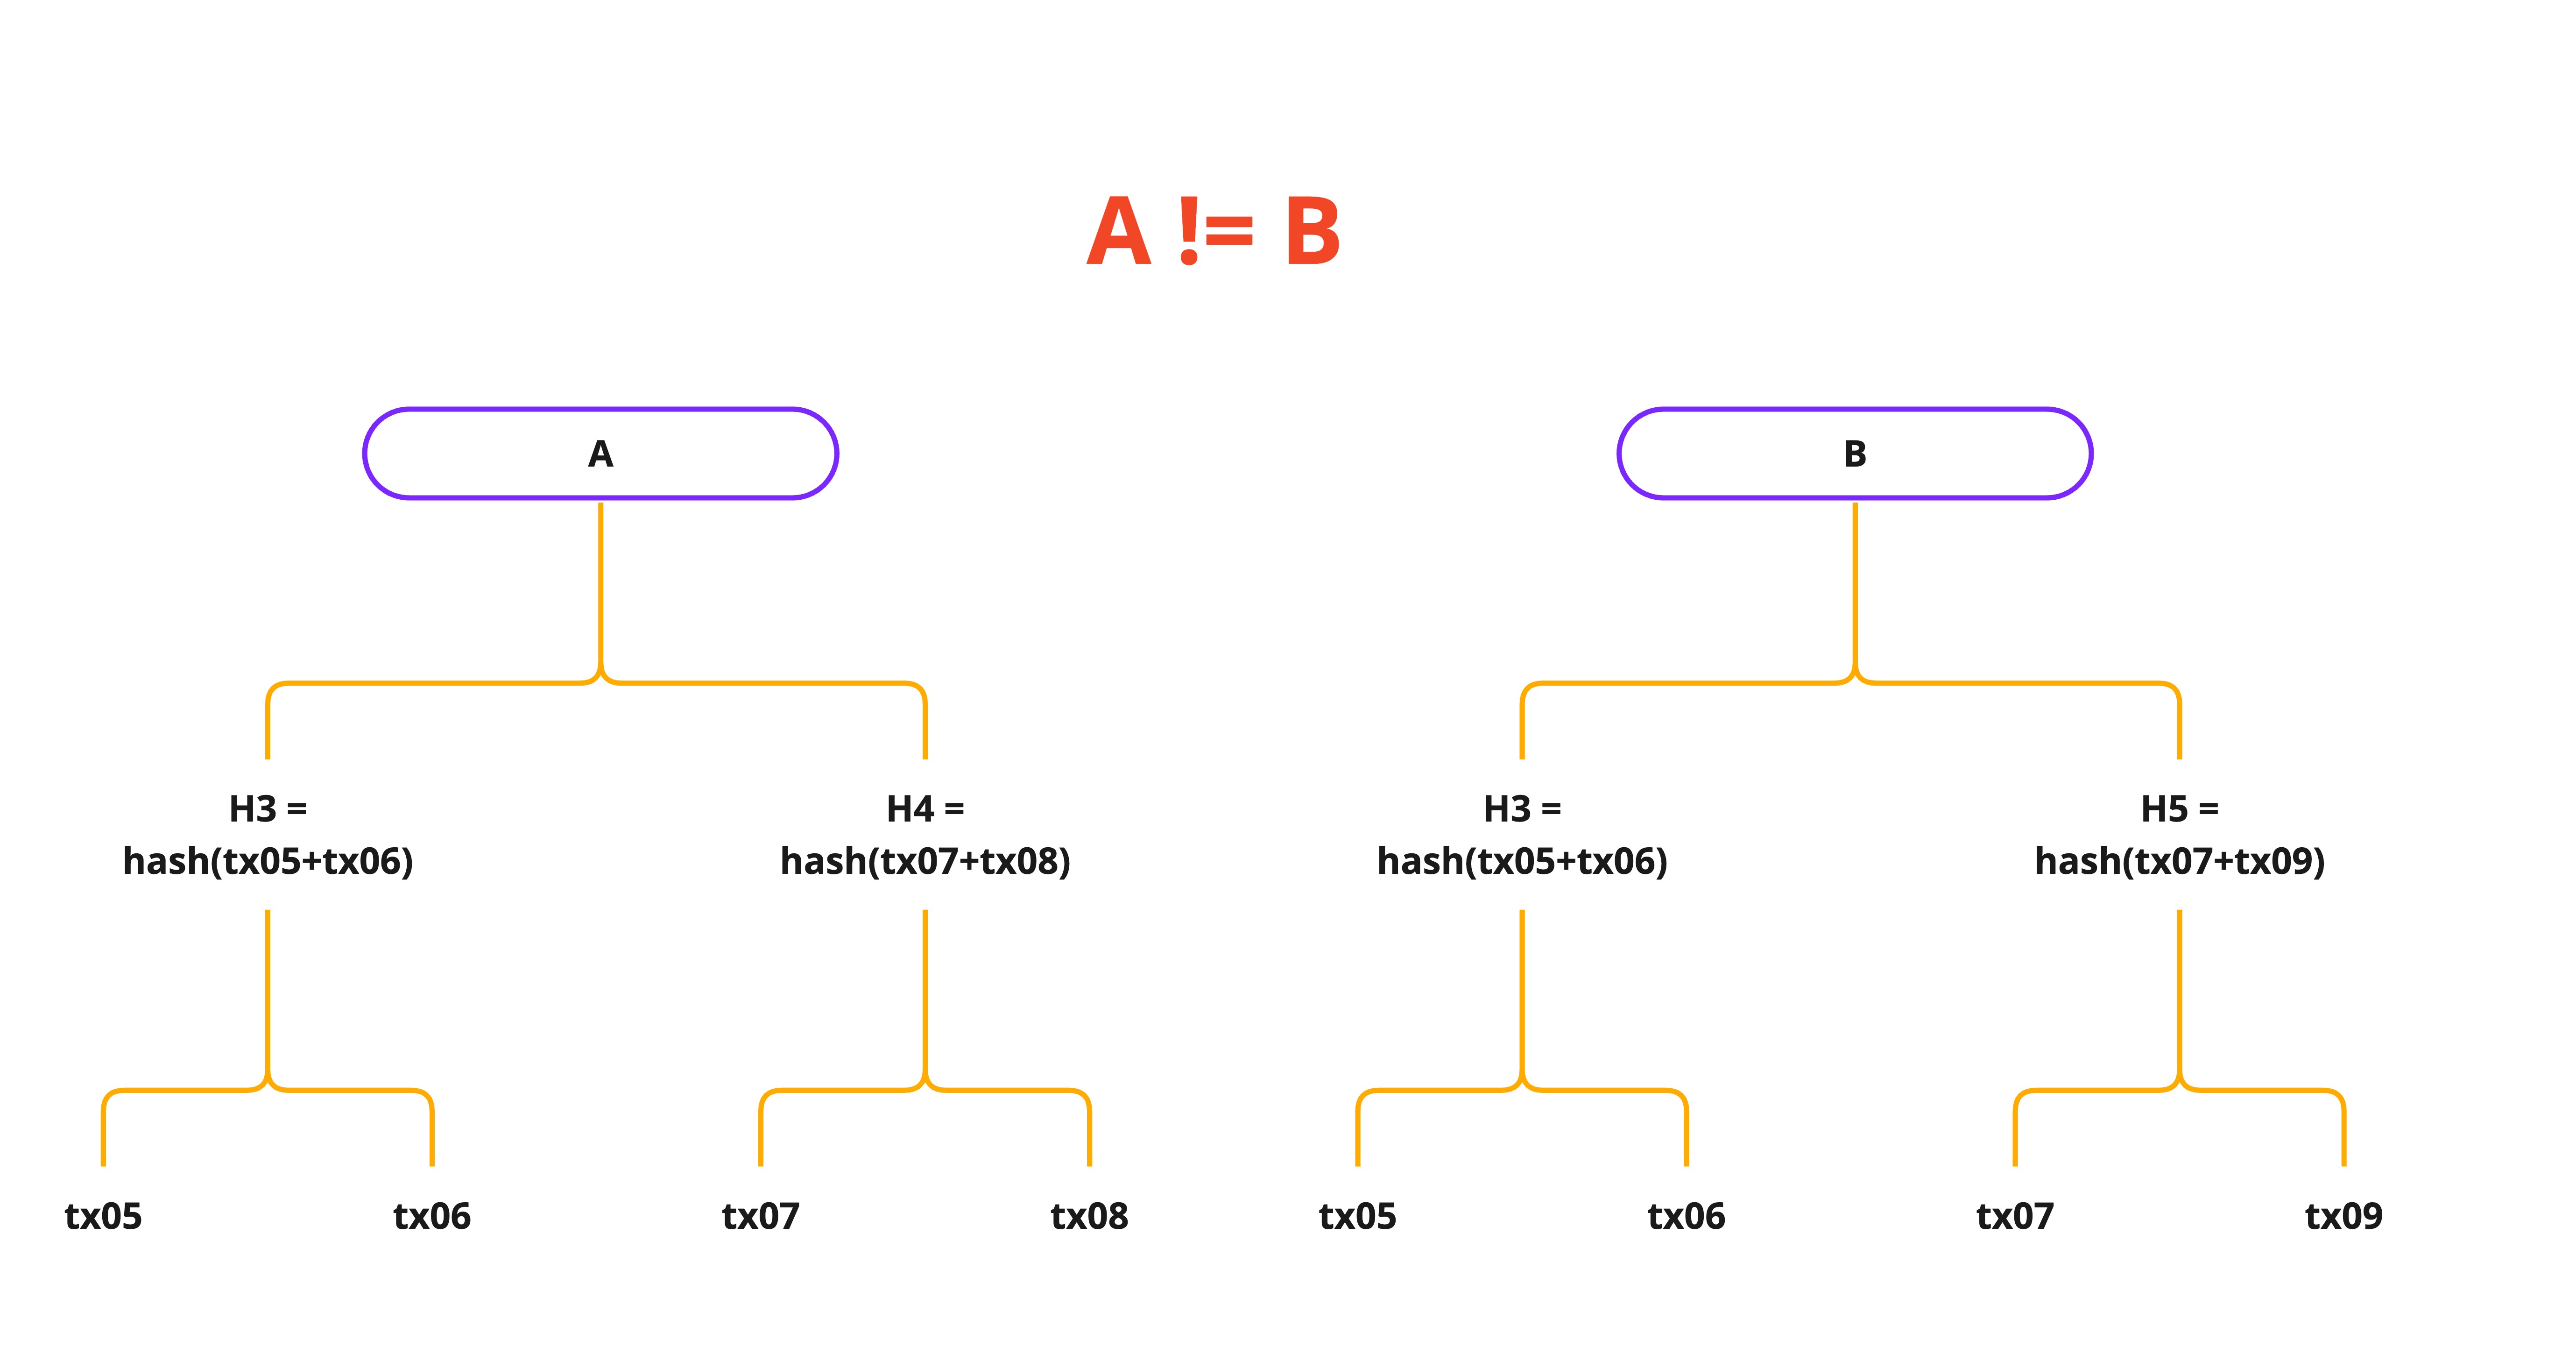 A != B
A
B
H3 =
hash(tx05+tx06)
H4 =
hash(tx07+tx08)
H3 =
hash(tx05+tx06)
H5 =
hash(tx07+tx09)
tx05
tx06
tx07
tx08
tx05
tx06
tx07
tx09